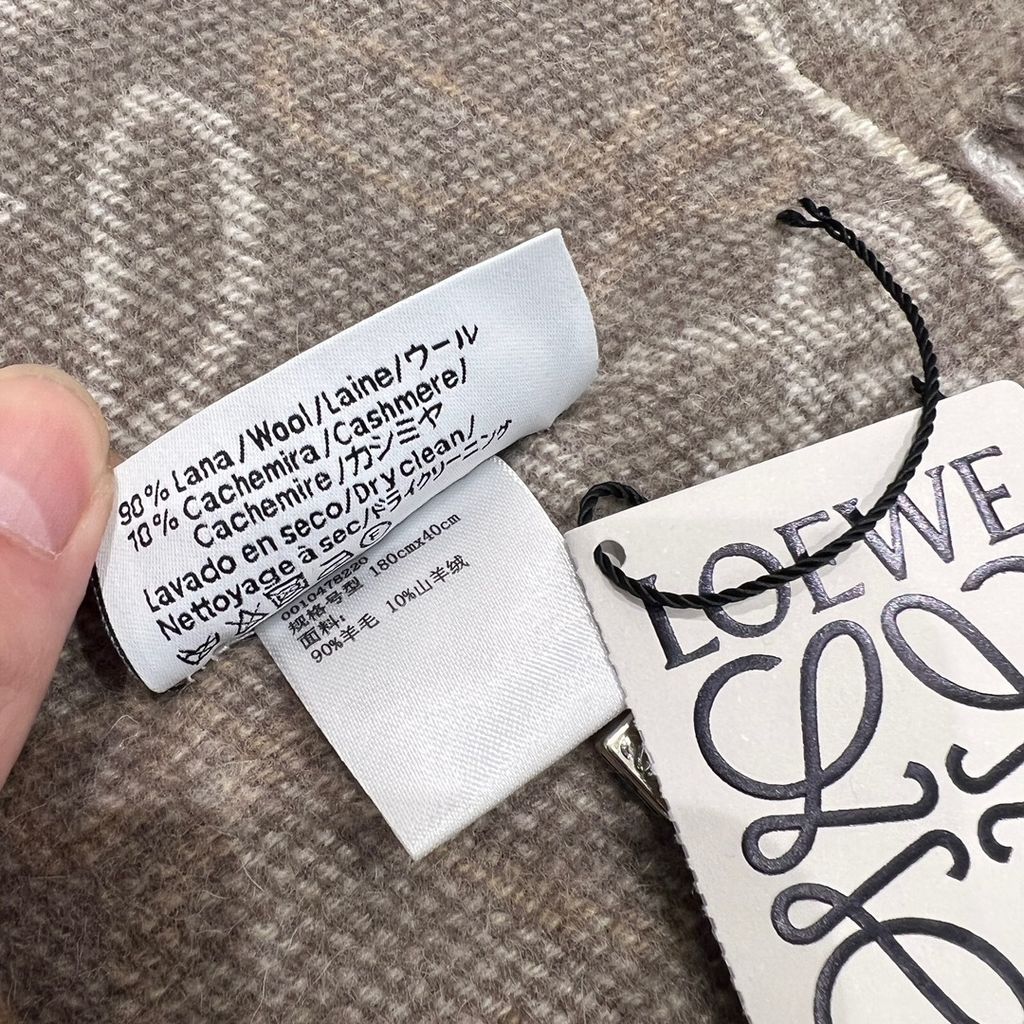 90% Lana/Wool/Laine/ウール
10% Cachemira/Cashmere/
Cachemire/カシミヤ
Lavado en seco/Dry clean/
Nettoyage à sec/ドライクリーニング
规格号型 180cmx40cm
面料:
90%羊毛 10%山羊绒
LOEWE